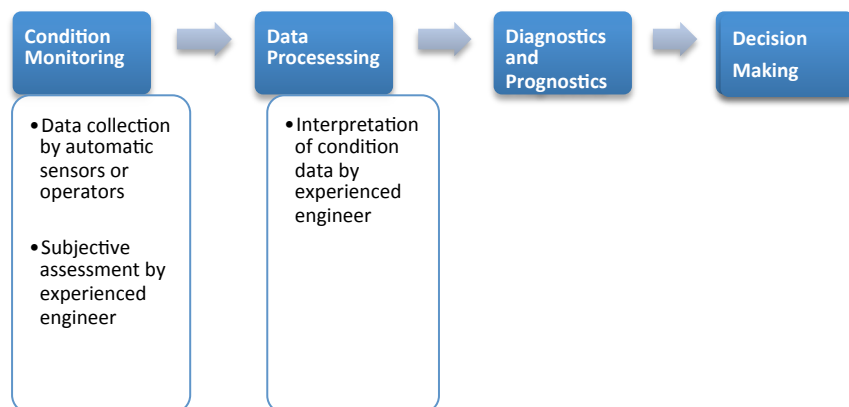 Condition
Monitoring
Data
Procesessing
Diagnostics
and
Prognostics
Decision
Making
•Data collection
by automatic
sensors or
operators
•Subjective
assessment by
experienced
engineer
•Interpretation
of condition
data by
experienced
engineer